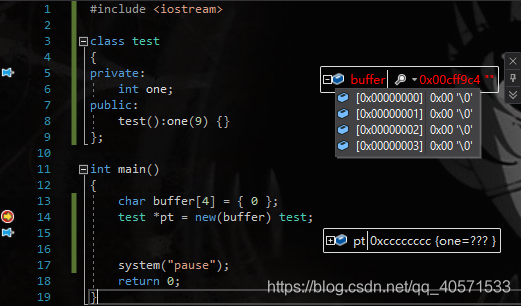 1 #include <iostream>
2
3 class test
4 {
5 private:
6 int one;
7 public:
8 test():one(9) {}
9 };
10
11 int main()
12 {
13 char buffer[4] = { 0 };
14 test *pt = new(buffer) test;
15
16
17 system("pause");
18 return 0;
19 }
buffer 0x00cff9c4 ""
[0x00000000] 0x00 '\0'
[0x00000001] 0x00 '\0'
[0x00000002] 0x00 '\0'
[0x00000003] 0x00 '\0'
pt 0xcccccccc {one=??? }
https://blog.csdn.net/qq_40571533